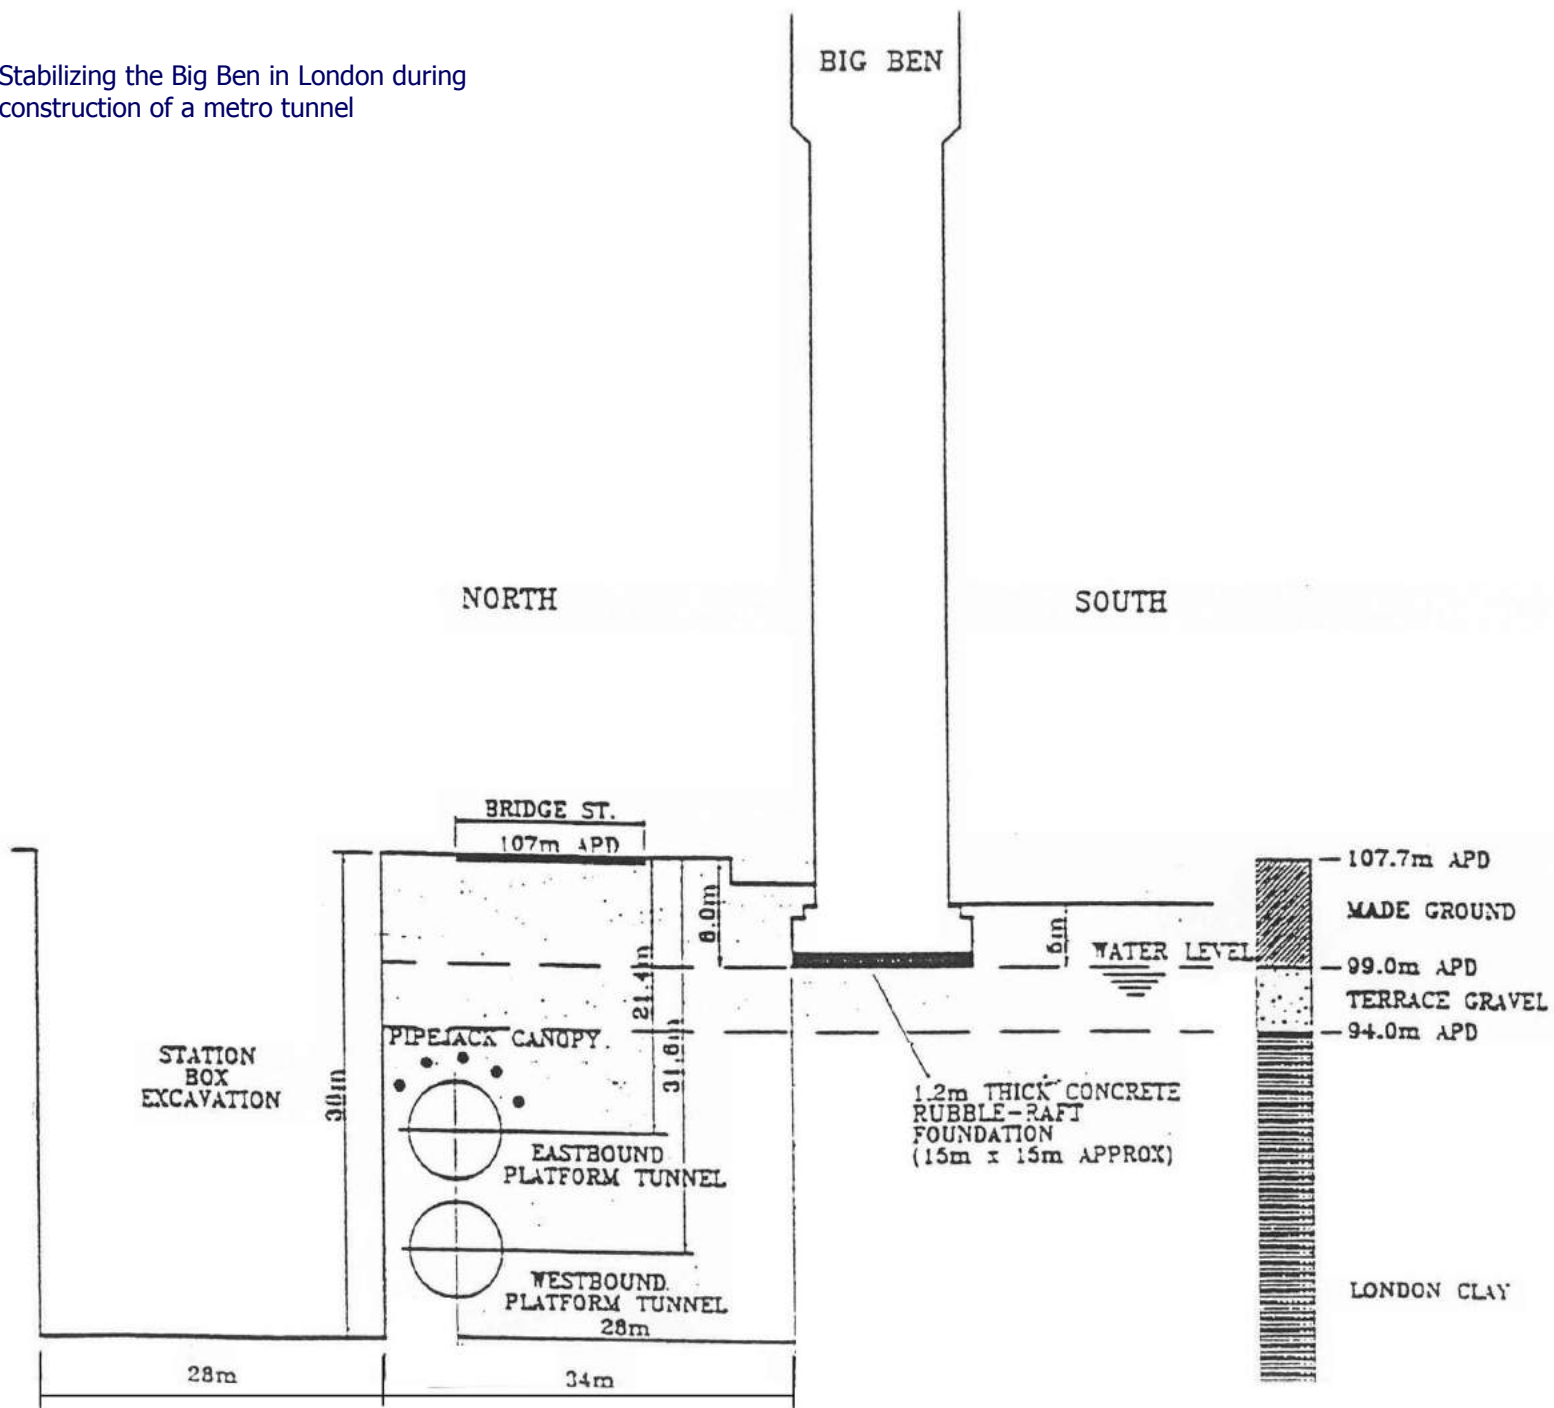 Stabilizing the Big Ben in London during
construction of a metro tunnel
BIG BEN
NORTH
SOUTH
BRIDGE ST.
107m APD
107.7m APD
MADE GROUND
8.0m
5m
WATER LEVEL
99.0m APD
TERRACE GRAVEL
94.0m APD
21.4m
31.6m
PIPEJACK CANOPY.
STATION
BOX
EXCAVATION
1.2m THICK CONCRETE
RUBBLE-RAFT
FOUNDATION
(15m x 15m APPROX)
EASTBOUND
PLATFORM TUNNEL
WESTBOUND.
PLATFORM TUNNEL
28m
LONDON CLAY
28m
34m